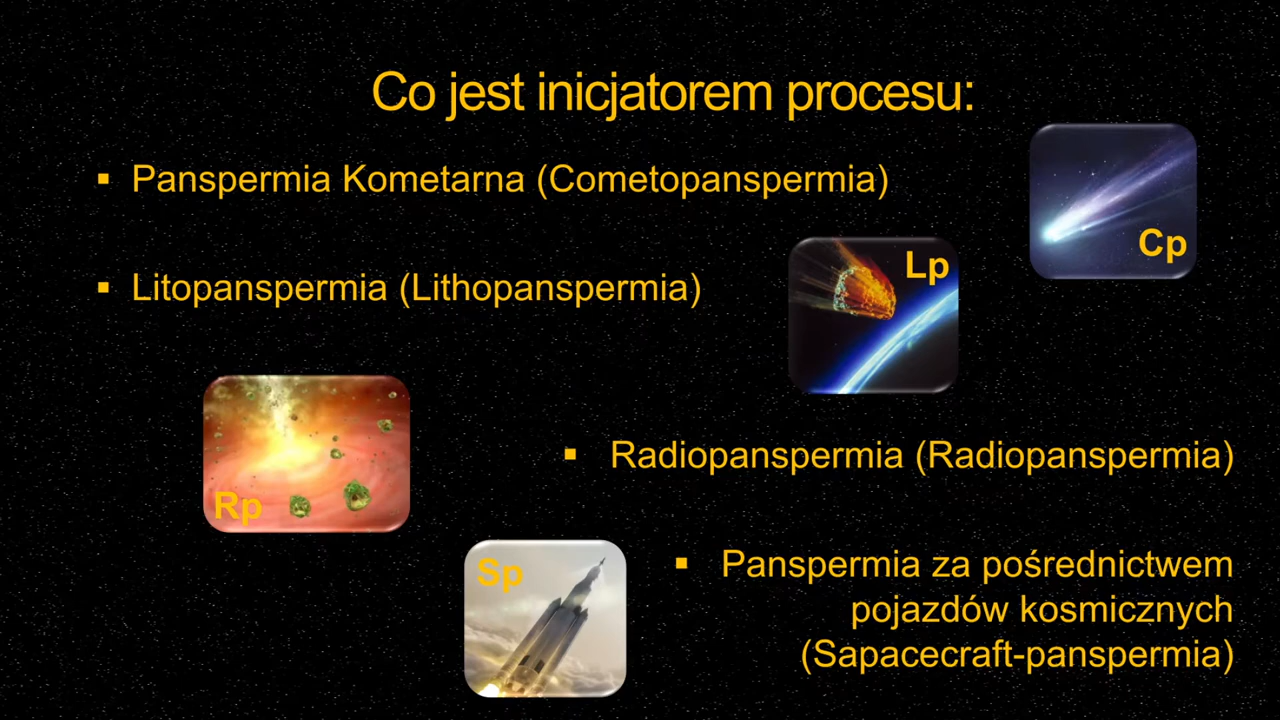 Co jest inicjatorem procesu:
▪ Panspermia Kometarna (Cometopanspermia)
Cp
▪ Litopanspermia (Lithopanspermia)
Lp
▪ Radiopanspermia (Radiopanspermia)
Rp
▪ Panspermia za pośrednictwem
pojazdów kosmicznych
(Sapacecraft-panspermia)
Sp